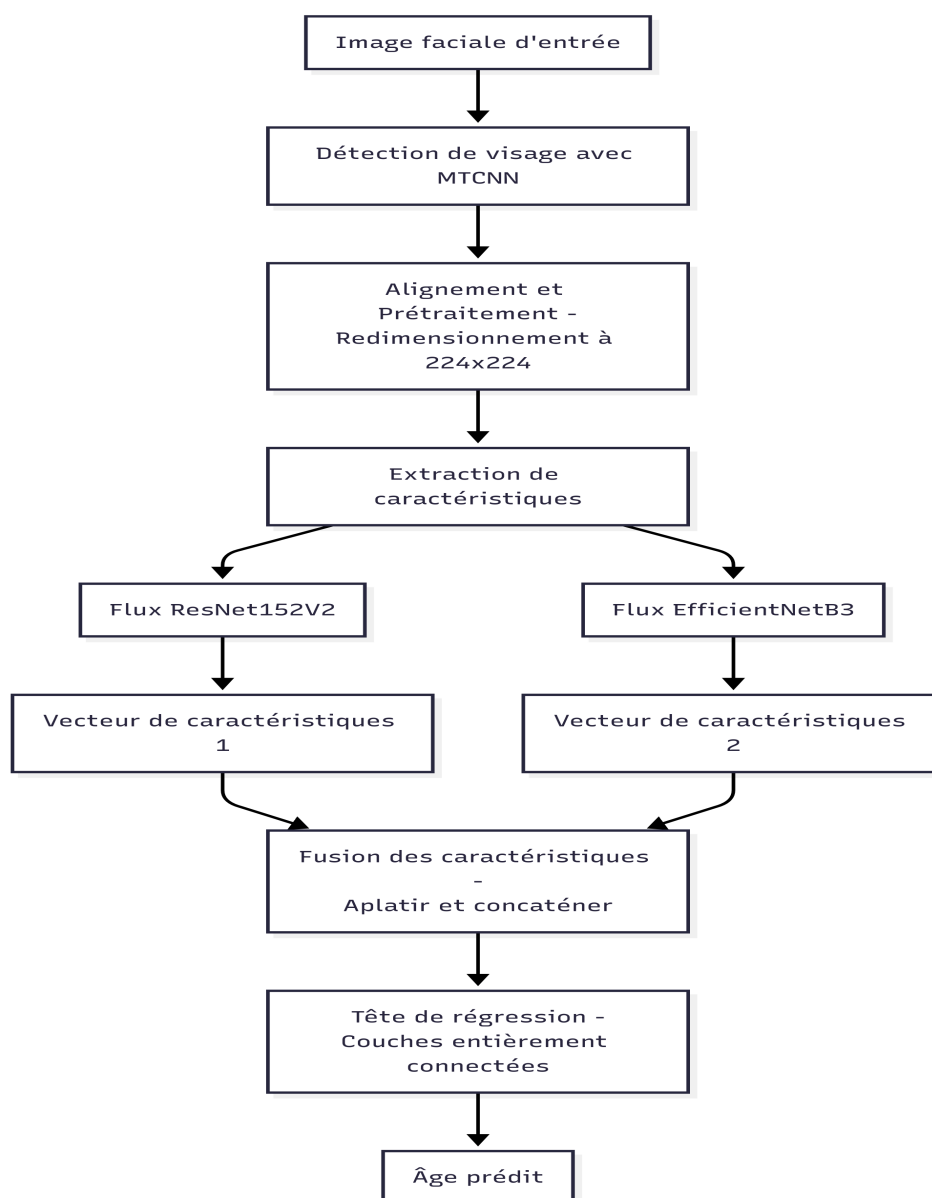 Image faciale d'entrée
Détection de visage avec
MTCNN
Alignement et
Prétraitement -
Redimensionnement à
224x224
Extraction de
caractéristiques
Flux ResNet152V2
Flux EfficientNetB3
Vecteur de caractéristiques
1
Vecteur de caractéristiques
2
Fusion des caractéristiques
-
Aplatir et concaténer
Tête de régression -
Couches entièrement
connectées
Âge prédit